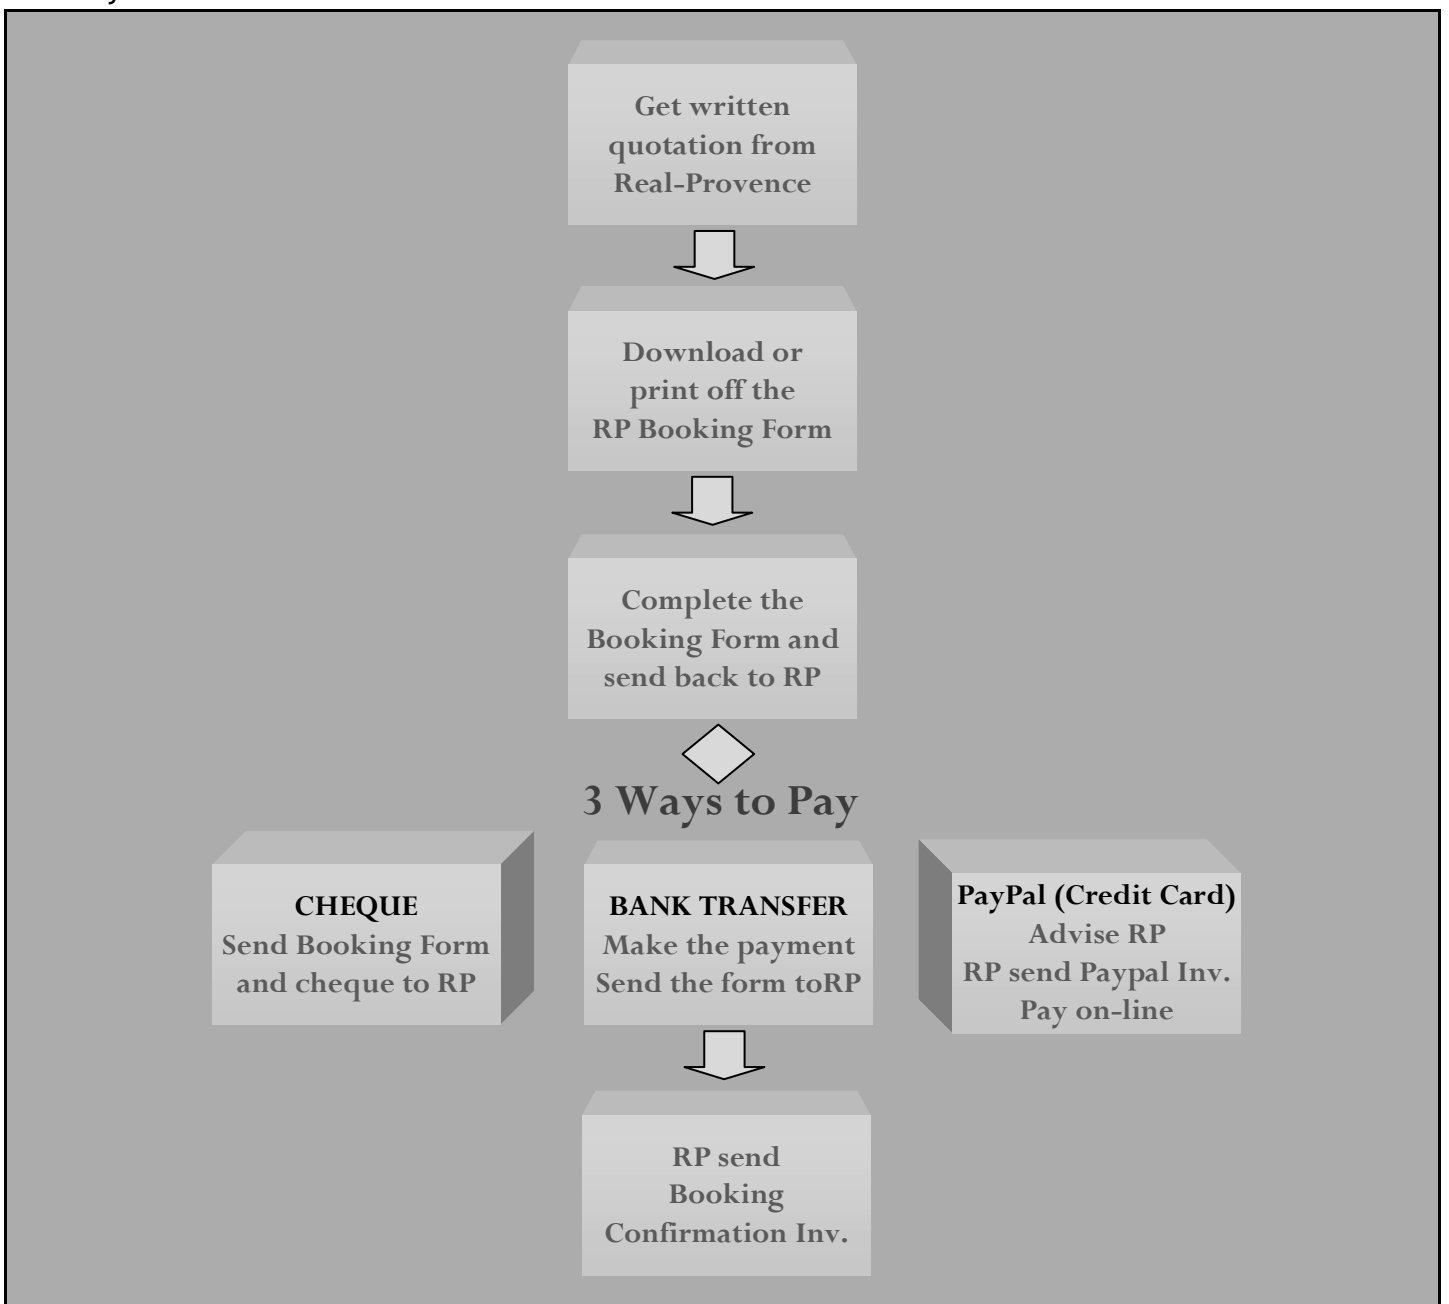 Get written
quotation from
Real-Provence
Download or
print off the
RP Booking Form
Complete the
Booking Form and
send back to RP
3 Ways to Pay
CHEQUE
Send Booking Form
and cheque to RP
BANK TRANSFER
Make the payment
Send the form toRP
PayPal (Credit Card)
Advise RP
RP send Paypal Inv.
Pay on-line
RP send
Booking
Confirmation Inv.